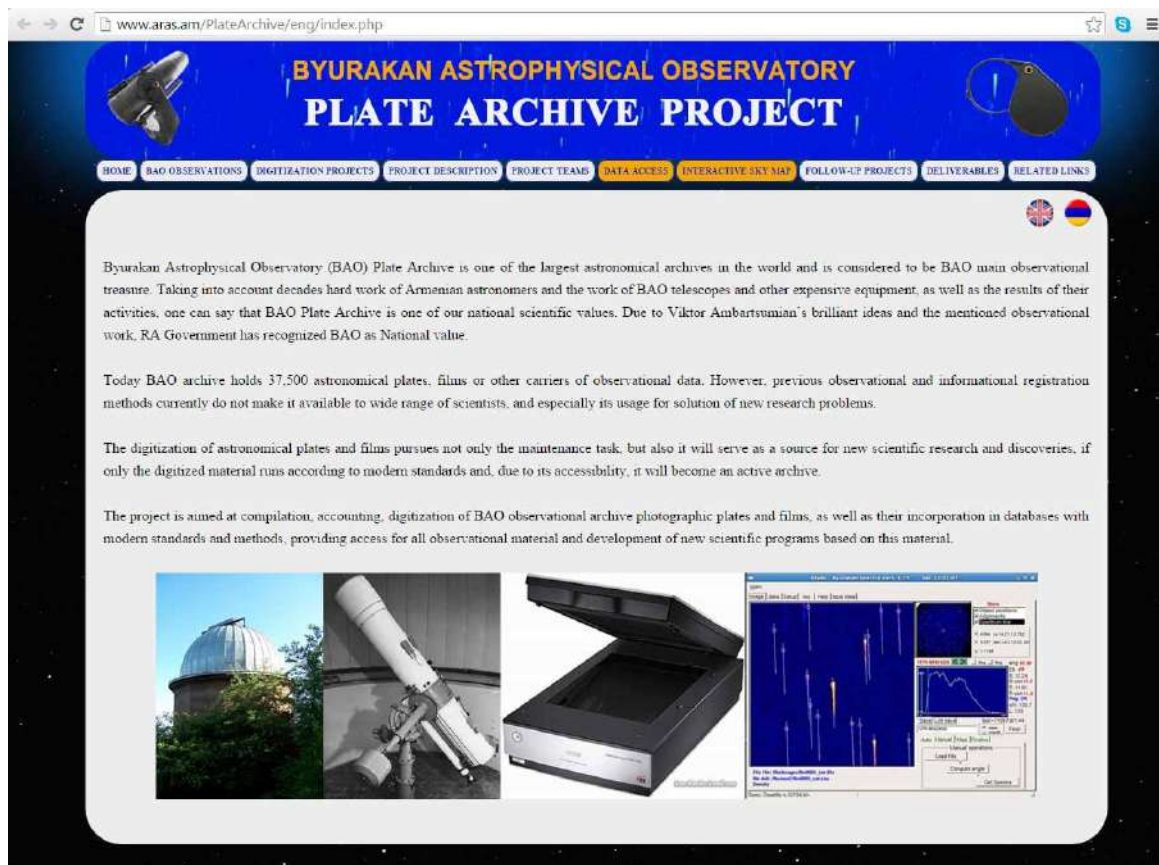 www.aras.am/PlateArchive/eng/index.php
BYURAKAN ASTROPHYSICAL OBSERVATORY
PLATE ARCHIVE PROJECT
HOME BAO OBSERVATIONS DIGITIZATION PROJECTS PROJECT DESCRIPTION PROJECT TEAMS DATA ACCESS INTERACTIVE SKY MAP FOLLOW-UP PROJECTS DELIVERABLES RELATED LINKS
Byurakan Astrophysical Observatory (BAO) Plate Archive is one of the largest astronomical archives in the world and is considered to be BAO main observational
treasure. Taking into account decades hard work of Armenian astronomers and the work of BAO telescopes and other expensive equipment, as well as the results of their
activities, one can say that BAO Plate Archive is one of our national scientific values. Due to Viktor Ambartsumian`s brilliant ideas and the mentioned observational
work, RA Government has recognized BAO as National value.
Today BAO archive holds 37,500 astronomical plates, films or other carriers of observational data. However, previous observational and informational registration
methods currently do not make it available to wide range of scientists, and especially its usage for solution of new research problems.
The digitization of astronomical plates and films pursues not only the maintenance task, but also it will serve as a source for new scientific research and discoveries, if
only the digitized material runs according to modern standards and, due to its accessibility, it will become an active archive.
The project is aimed at compilation, accounting, digitization of BAO observational archive photographic plates and films, as well as their incorporation in databases with
modern standards and methods, providing access for all observational material and development of new scientific programs based on this material.
Manual operations
Load File
Compute angle
Get Spectra